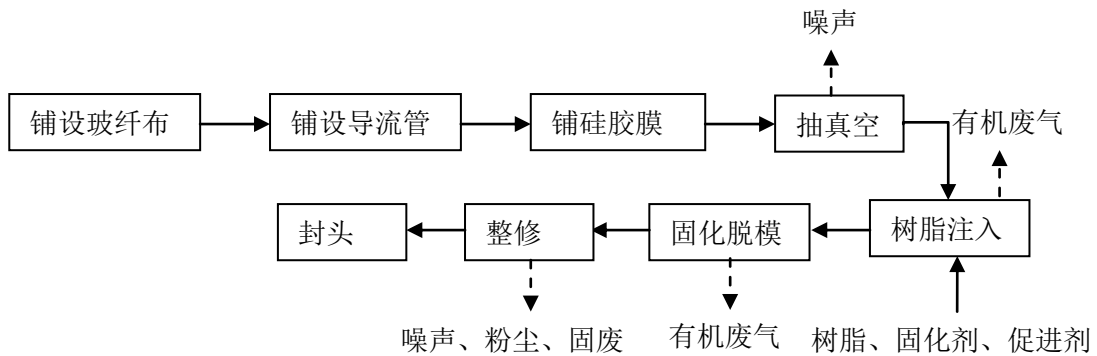 噪声
铺设玻纤布
铺设导流管
铺硅胶膜
抽真空
有机废气
封头
整修
固化脱模
树脂注入
噪声、粉尘、固废
有机废气
树脂、固化剂、促进剂